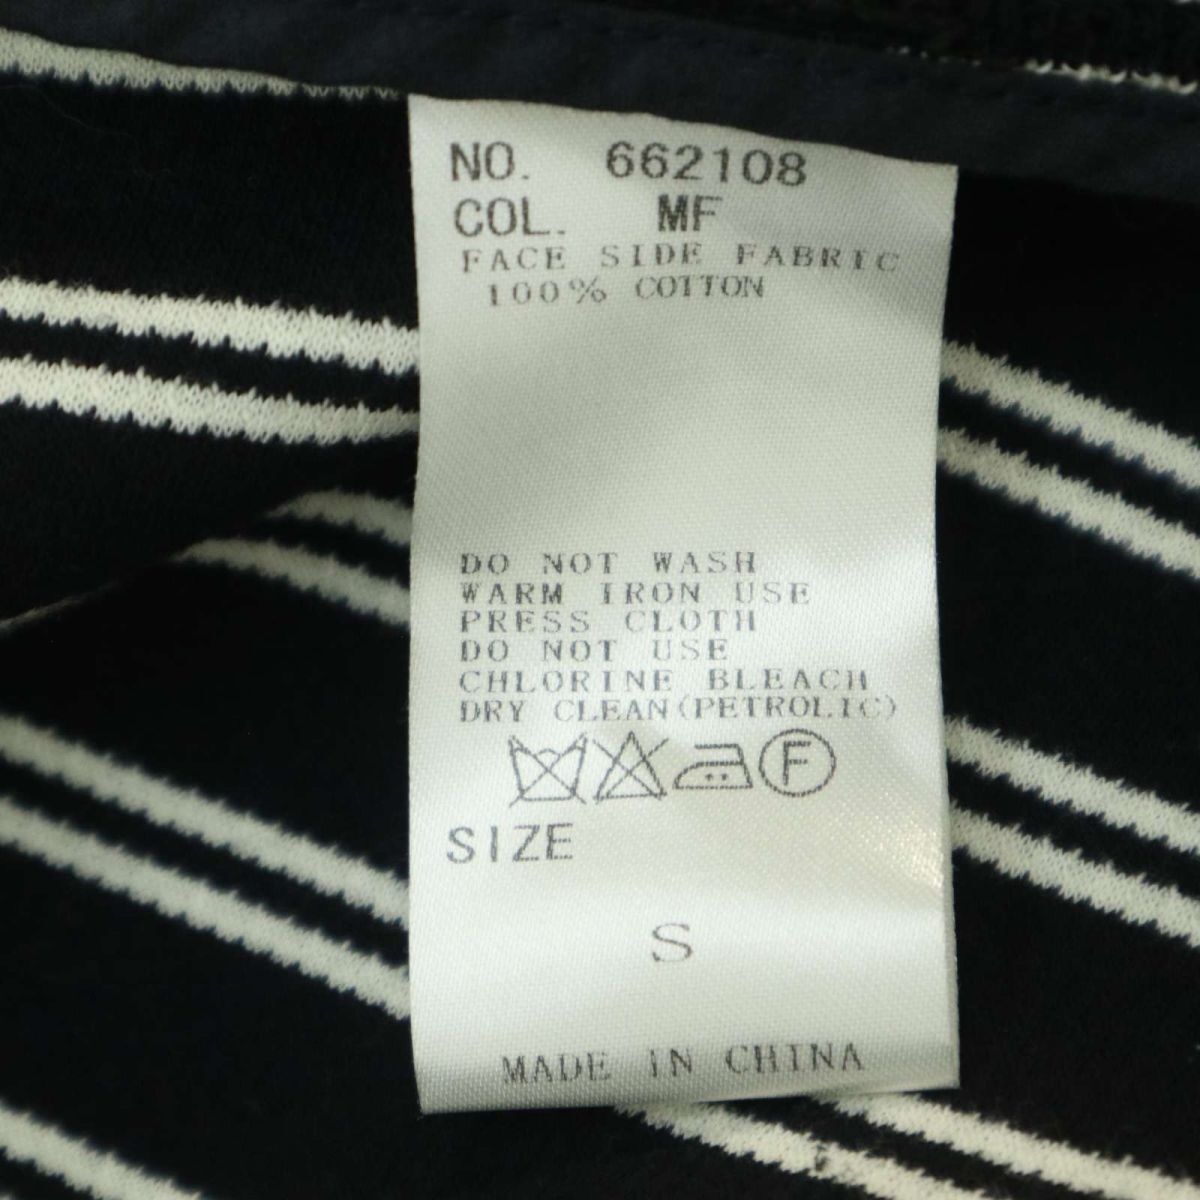 NO. 662108
COL. MF
FACE SIDE FABRIC
100% COTTON
DO NOT WASH
WARM IRON USE
PRESS CLOTH
DO NOT USE
CHLORINE BLEACH
DRY CLEAN(PETROLIC)
F
SIZE
S
MADE IN CHINA